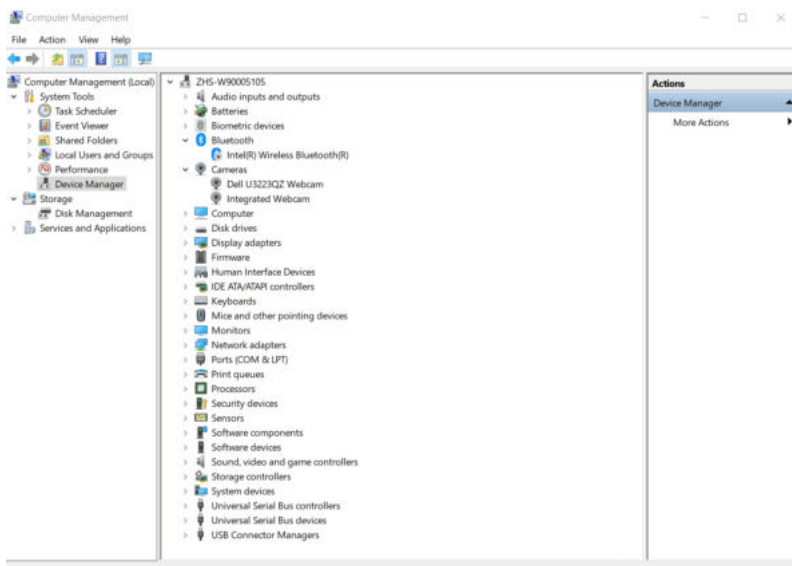 Computer Management
File Action View Help
Computer Management (Local)
System Tools
Task Scheduler
Event Viewer
Shared Folders
Local Users and Groups
Performance
Device Manager
Storage
Disk Management
Services and Applications
ZHS-W9000S105
Audio inputs and outputs
Batteries
Biometric devices
Bluetooth
Intel(R) Wireless Bluetooth(R)
Cameras
Dell U3223QZ Webcam
Integrated Webcam
Computer
Disk drives
Display adapters
Firmware
Human Interface Devices
IDE ATA/ATAPI controllers
Keyboards
Mice and other pointing devices
Monitors
Network adapters
Ports (COM & LPT)
Print queues
Processors
Security devices
Sensors
Software components
Software devices
Sound, video and game controllers
Storage controllers
System devices
Universal Serial Bus controllers
Universal Serial Bus devices
USB Connector Managers
Actions
Device Manager
More Actions